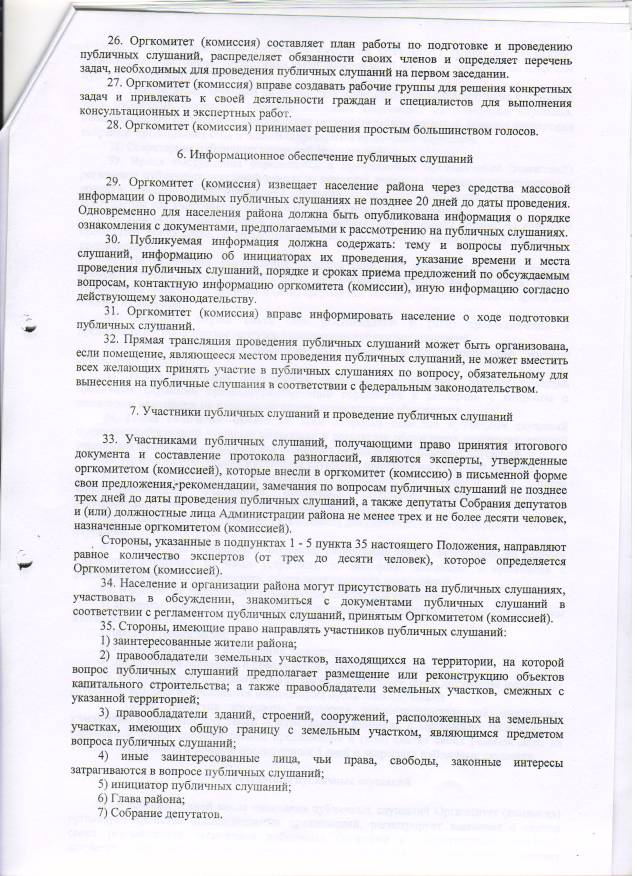 26. Оргкомитет (комиссия) составляет план работы по подготовке и проведению
публичных слушаний, распределяет обязанности своих членов и определяет перечень
задач, необходимых для проведения публичных слушаний на первом заседании.
27. Оргкомитет (комиссия) вправе создавать рабочие группы для решения конкретных
задач и привлекать к своей деятельности граждан и специалистов для выполнения
консультационных и экспертных работ.
28. Оргкомитет (комиссия) принимает решения простым большинством голосов.
6. Информационное обеспечение публичных слушаний
29. Оргкомитет (комиссия) извещает население района через средства массовой
информации о проводимых публичных слушаниях не позднее 20 дней до даты проведения.
Одновременно для населения района должна быть опубликована информация о порядке
ознакомления с документами, предполагаемыми к рассмотрению на публичных слушаниях.
30. Публикуемая информация должна содержать: тему и вопросы публичных
слушаний, информацию об инициаторах их проведения, указание времени и места
проведения публичных слушаний, порядке и сроках приема предложений по обсуждаемым
вопросам, контактную информацию оргкомитета (комиссии), иную информацию согласно
действующему законодательству.
31. Оргкомитет (комиссия) вправе информировать население о ходе подготовки
публичных слушаний.
32. Прямая трансляция проведения публичных слушаний может быть организована,
если помещение, являющееся местом проведения публичных слушаний, не может вместить
всех желающих принять участие в публичных слушаниях по вопросу, обязательному для
вынесения на публичные слушания в соответствии с федеральным законодательством.
7. Участники публичных слушаний и проведение публичных слушаний
33. Участниками публичных слушаний, получающими право принятия итогового
документа и составление протокола разногласий, являются эксперты, утвержденные
оргкомитетом (комиссией), которые внесли в оргкомитет (комиссию) в письменной форме
свои предложения, рекомендации, замечания по вопросам публичных слушаний не позднее
трех дней до даты проведения публичных слушаний, а также депутаты Собрания депутатов
и (или) должностные лица Администрации района не менее трех и не более десяти человек,
назначенные оргкомитетом (комиссией).
Стороны, указанные в подпунктах 1 - 5 пункта 35 настоящего Положения, направляют
равное количество экспертов (от трех до десяти человек), которое определяется
Оргкомитетом (комиссией).
34. Население и организации района могут присутствовать на публичных слушаниях,
участвовать в обсуждении, знакомиться с документами публичных слушаний в
соответствии с регламентом публичных слушаний, принятым Оргкомитетом (комиссией).
35. Стороны, имеющие право направлять участников публичных слушаний:
1) заинтересованные жители района;
2) правообладатели земельных участков, находящихся на территории, на которой
вопрос публичных слушаний предполагает размещение или реконструкцию объектов
капитального строительства; а также правообладатели земельных участков, смежных с
указанной территорией;
3) правообладатели зданий, строений, сооружений, расположенных на земельных
участках, имеющих общую границу с земельным участком, являющимся предметом
вопроса публичных слушаний;
4) иные заинтересованные лица, чьи права, свободы, законные интересы
затрагиваются в вопросе публичных слушаний;
5) инициатор публичных слушаний;
6) Глава района;
7) Собрание депутатов.